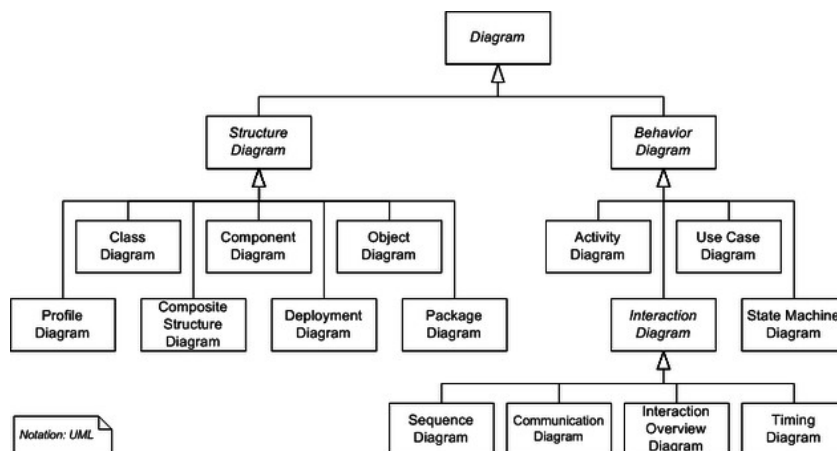 Diagram
Structure
Diagram
Behavior
Diagram
Class
Diagram
Component
Diagram
Object
Diagram
Activity
Diagram
Use Case
Diagram
Profile
Diagram
Composite
Structure
Diagram
Deployment
Diagram
Package
Diagram
Interaction
Diagram
State Machine
Diagram
Sequence
Diagram
Communication
Diagram
Interaction
Overview
Diagram
Timing
Diagram
Notation: UML